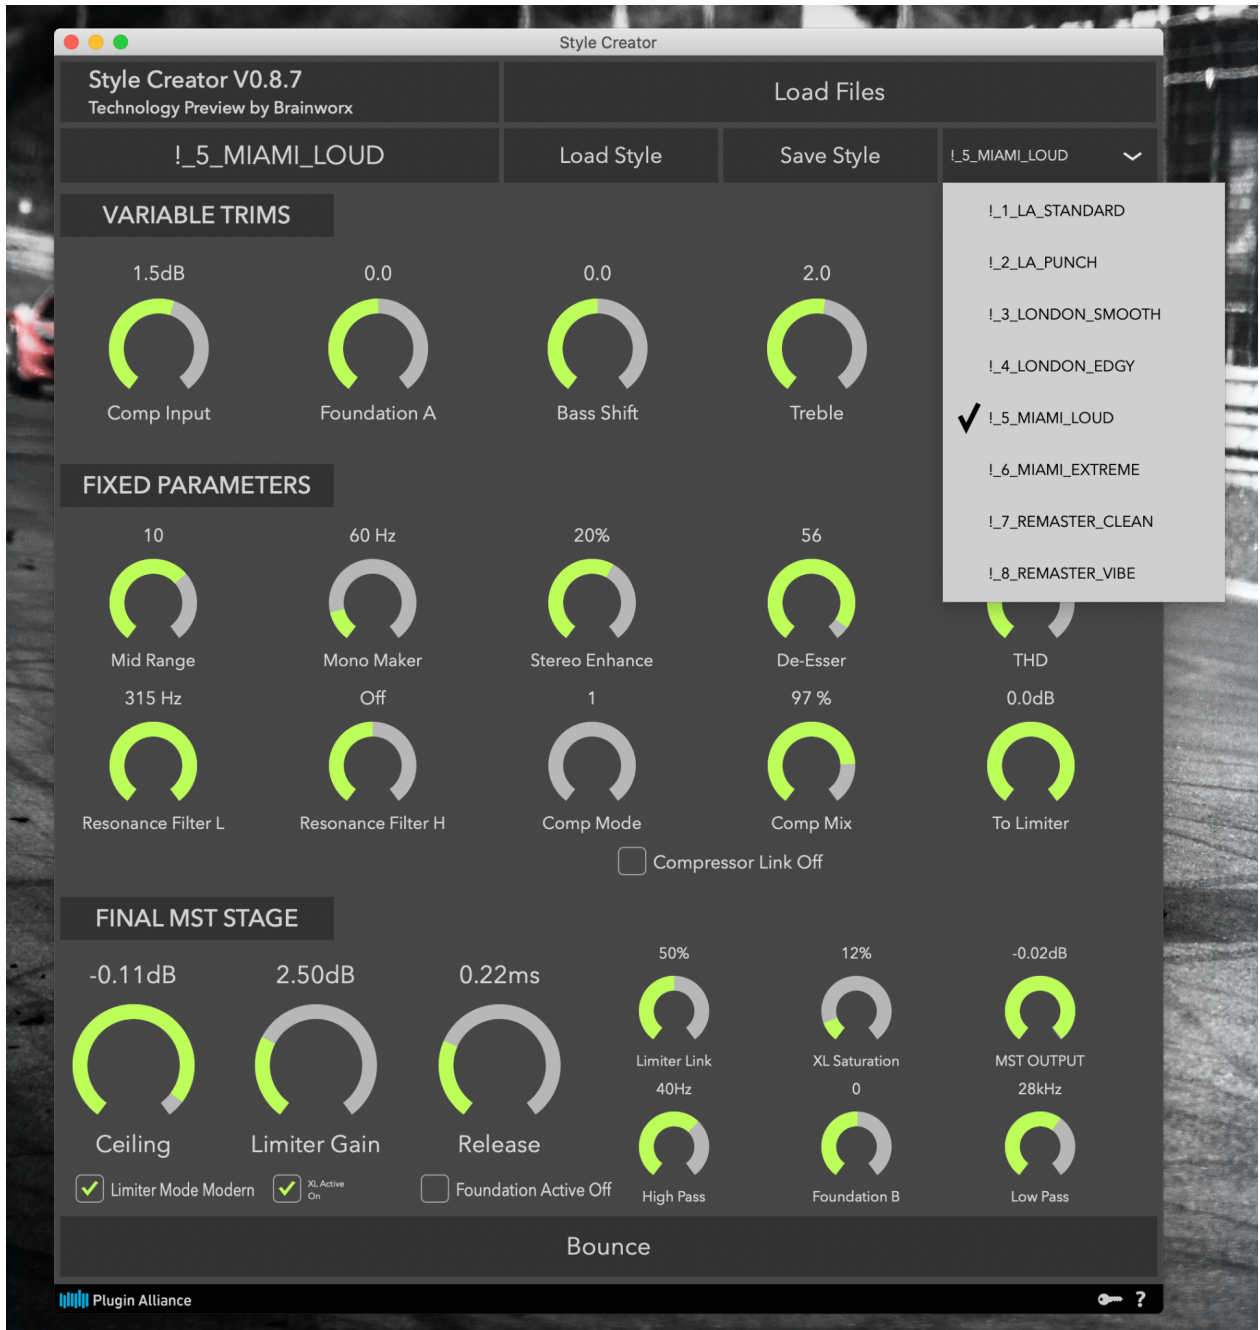 Style Creator
Style Creator V0.8.7
Technology Preview by Brainworx
Load Files
!_5_MIAMI_LOUD
Load Style
Save Style
!_5_MIAMI_LOUD
!_1_LA_STANDARD
!_2_LA_PUNCH
!_3_LONDON_SMOOTH
!_4_LONDON_EDGY
!_5_MIAMI_LOUD
!_6_MIAMI_EXTREME
!_7_REMASTER_CLEAN
!_8_REMASTER_VIBE
VARIABLE TRIMS
1.5dB
0.0
0.0
2.0
Comp Input
Foundation A
Bass Shift
Treble
FIXED PARAMETERS
10
60 Hz
20%
56
Mid Range
Mono Maker
Stereo Enhance
De-Esser
THD
315 Hz
Off
1
97 %
0.0dB
Resonance Filter L
Resonance Filter H
Comp Mode
Comp Mix
To Limiter
Compressor Link Off
FINAL MST STAGE
-0.11dB
2.50dB
0.22ms
Ceiling
Limiter Gain
Release
Limiter Mode Modern
XL Active
On
Foundation Active Off
50%
12%
-0.02dB
Limiter Link
XL Saturation
MST OUTPUT
40Hz
0
28kHz
High Pass
Foundation B
Low Pass
Bounce
Plugin Alliance
?